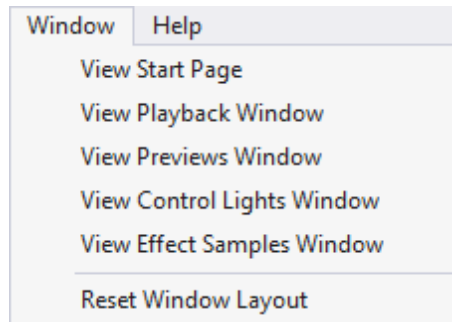 Window Help
View Start Page
View Playback Window
View Previews Window
View Control Lights Window
View Effect Samples Window
Reset Window Layout